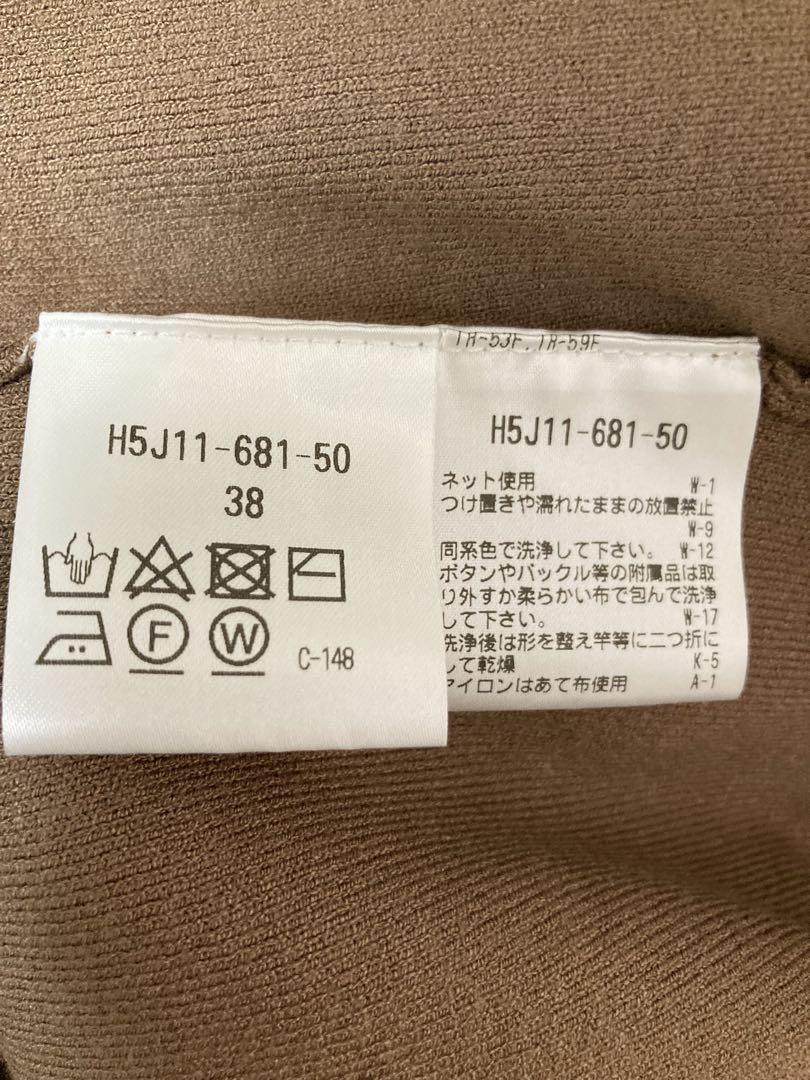 H5J11-681-50
38
F
W
C-148
TR-53F,TR-59F
H5J11-681-50
ネット使用 W-1
つけ置きや濡れたままの放置禁止
W-9
同系色で洗浄して下さい。 W-12
ボタンやバックル等の附属品は取
り外すか柔らかい布で包んで洗浄
して下さい。 W-17
洗浄後は形を整え竿等に二つ折に
して乾燥 K-5
アイロンはあて布使用 A-1